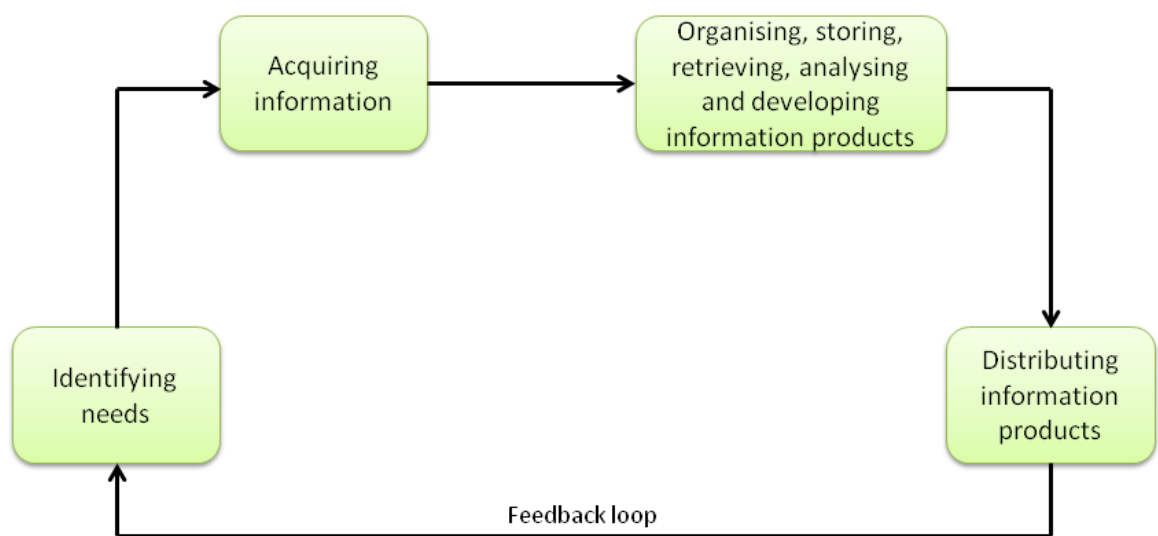 Acquiring
information
Organising, storing,
retrieving, analysing
and developing
information products
Identifying
needs
Distributing
information
products
Feedback loop